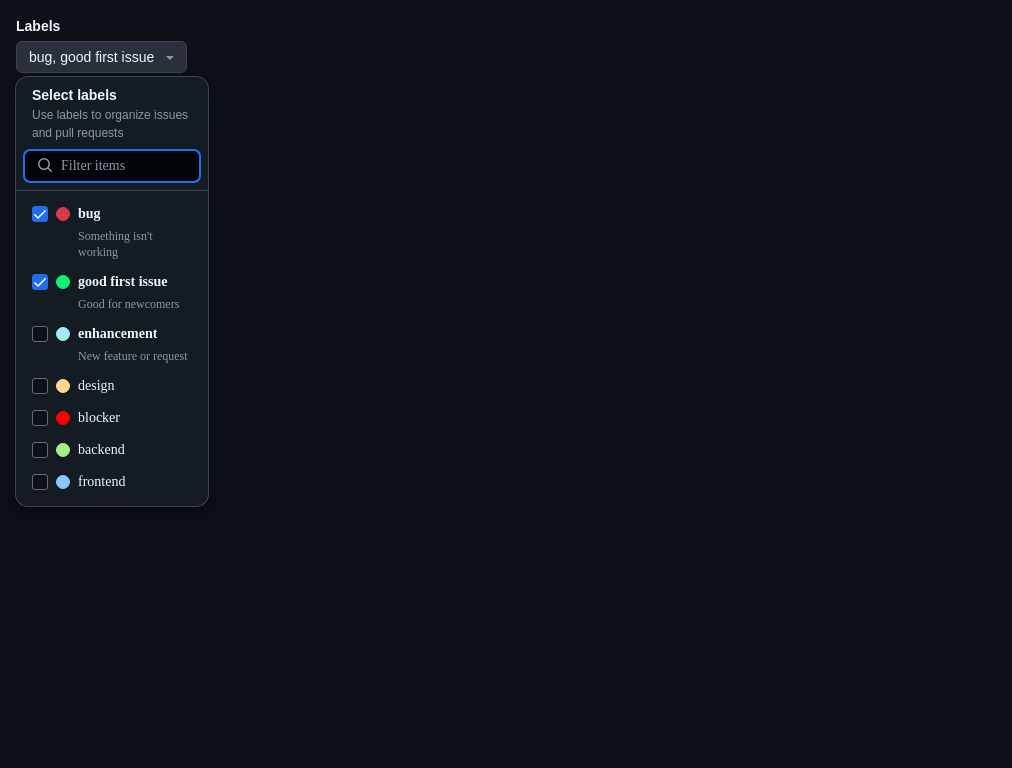 Labels
bug, good first issue
Select labels
Use labels to organize issues
and pull requests
Filter items
bug
Something isn't
working
good first issue
Good for newcomers
enhancement
New feature or request
design
blocker
backend
frontend